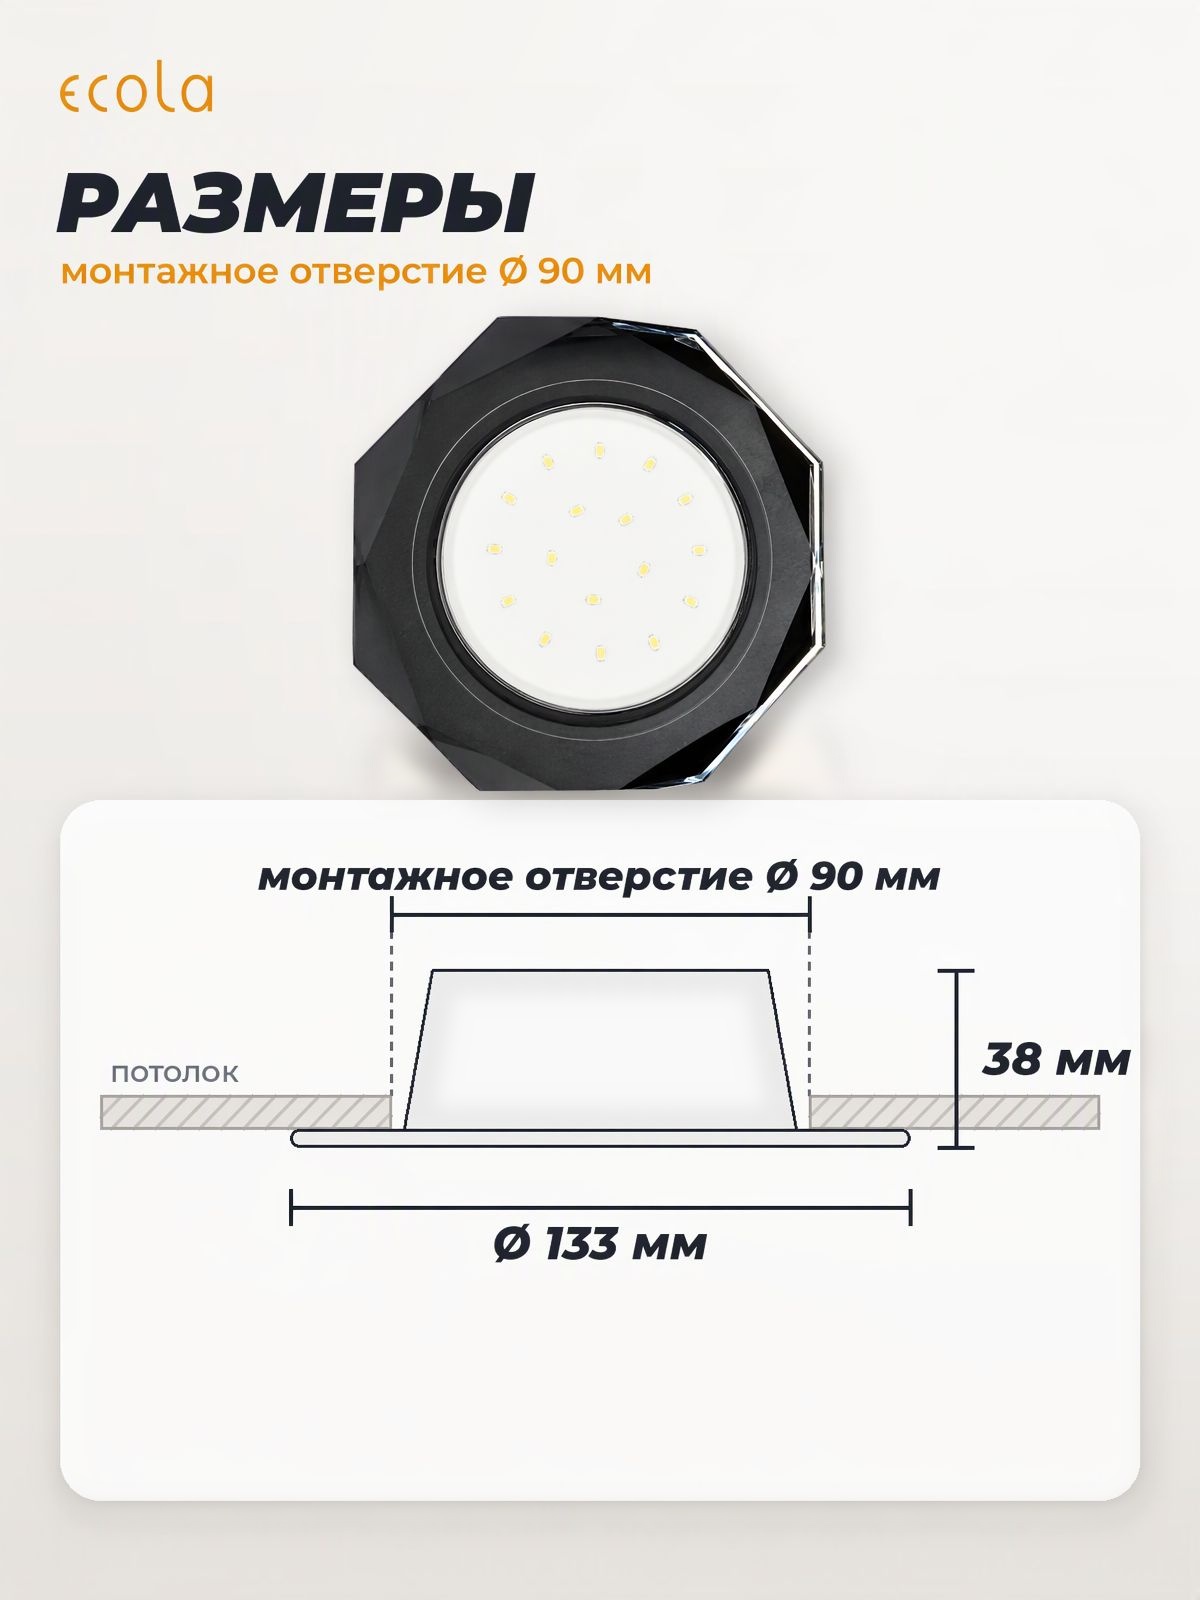 ecola
РАЗМЕРЫ
монтажное отверстие Ø 90 мм
монтажное отверстие Ø 90 мм
38 мм
потолок
Ø 133 мм